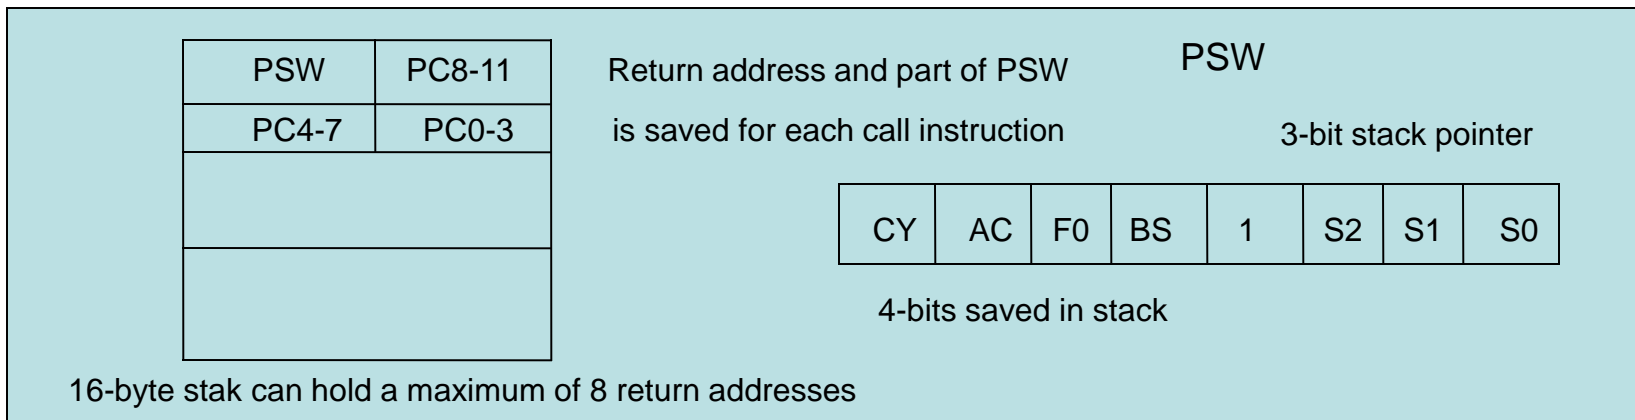 PSW PC8-11
PC4-7 PC0-3
Return address and part of PSW
is saved for each call instruction
PSW
3-bit stack pointer
CY AC F0 BS 1 S2 S1 S0
4-bits saved in stack
16-byte stak can hold a maximum of 8 return addresses